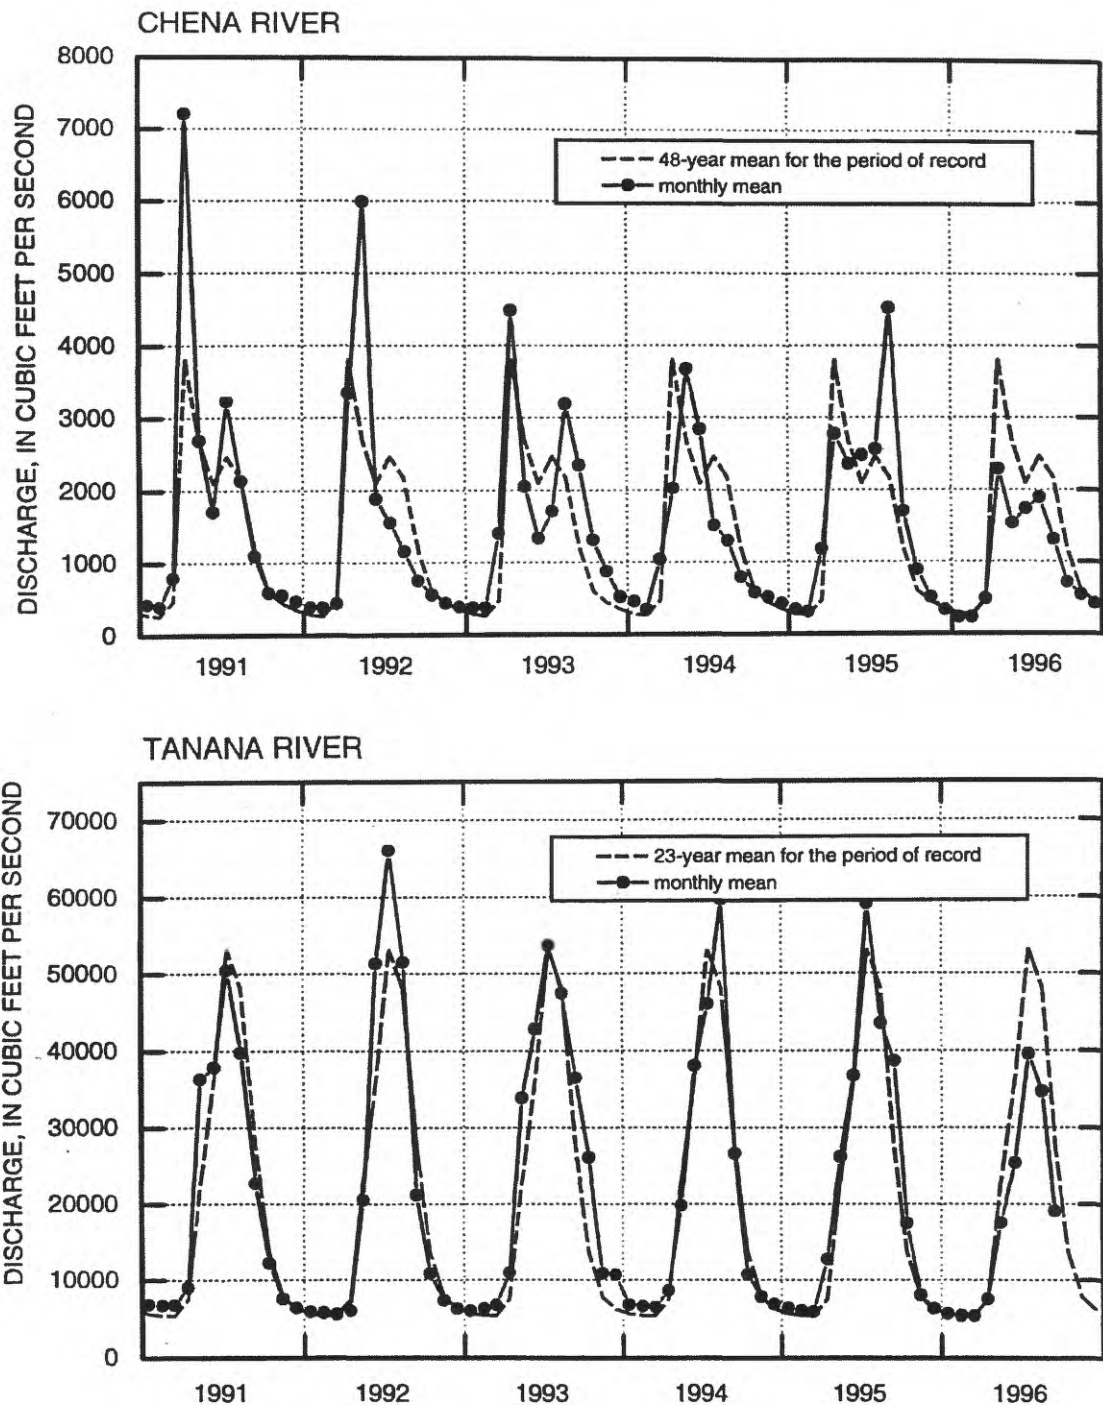 CHENA RIVER
DISCHARGE, IN CUBIC FEET PER SECOND
8000
7000
6000
5000
4000
3000
2000
1000
0
48-year mean for the period of record
monthly mean
1991 1992 1993 1994 1995 1996
TANANA RIVER
DISCHARGE, IN CUBIC FEET PER SECOND
70000
60000
50000
40000
30000
20000
10000
0
23-year mean for the period of record
monthly mean
1991 1992 1993 1994 1995 1996